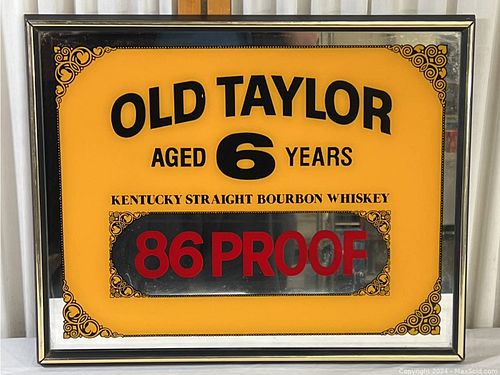 OLD TAYLOR
AGED 6 YEARS
KENTUCKY STRAIGHT BOURBON WHISKEY
86 PROOF
Copyright 2024 - MaxSold.com